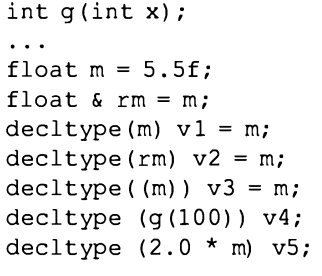 int g(int x);
...
float m = 5.5f;
float & rm = m;
decltype(m) v1 = m;
decltype(rm) v2 = m;
decltype((m)) v3 = m;
decltype (g(100)) v4;
decltype (2.0 * m) v5;